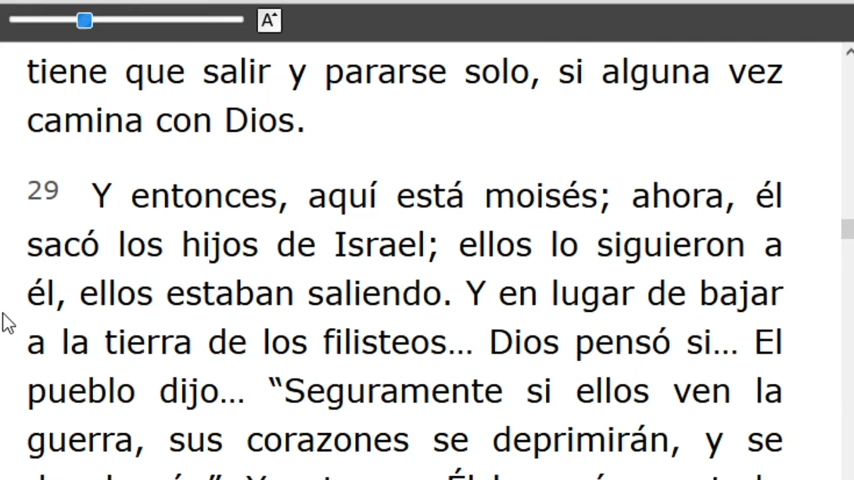 A
tiene que salir y pararse solo, si alguna vez
camina con Dios.
29 Y entonces, aquí está moisés; ahora, él
sacó los hijos de Israel; ellos lo siguieron a
él, ellos estaban saliendo. Y en lugar de bajar
a la tierra de los filisteos... Dios pensó si... El
pueblo dijo... “Seguramente si ellos ven la
guerra, sus corazones se deprimirán, y se